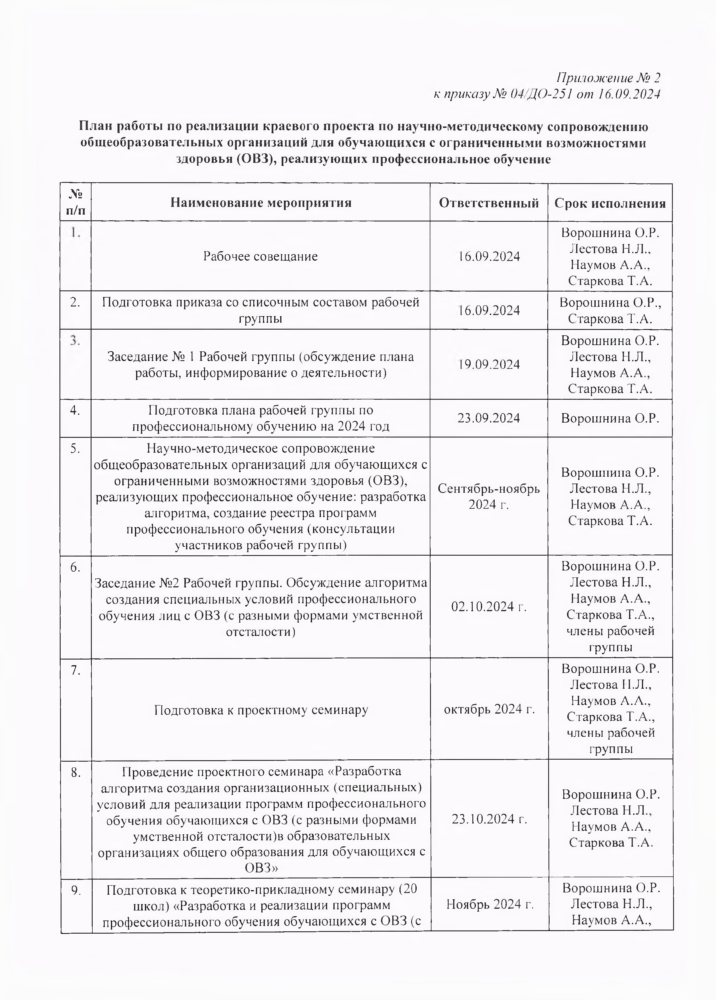 Приложение № 2
к приказу № 04/ДО-251 от 16.09.2024
План работы по реализации краевого проекта по научно-методическому сопровождению
общеобразовательных организаций для обучающихся с ограниченными возможностями
здоровья (ОВЗ), реализующих профессиональное обучение
№
п/п
Наименование мероприятия
Ответственный
Срок исполнения
1.
Рабочее совещание
16.09.2024
Ворошнина О.Р.
Лестова Н.Л.,
Наумов А.А.,
Старкова Т.А.
2.
Подготовка приказа со списочным составом рабочей
группы
16.09.2024
Ворошнина О.Р.,
Старкова Т.А.
3.
Заседание № 1 Рабочей группы (обсуждение плана
работы, информирование о деятельности)
19.09.2024
Ворошнина О.Р.
Лестова Н.Л.,
Наумов А.А.,
Старкова Т.А.
4.
Подготовка плана рабочей группы по
профессиональному обучению на 2024 год
23.09.2024
Ворошнина О.Р.
5.
Научно-методическое сопровождение
общеобразовательных организаций для обучающихся с
ограниченными возможностями здоровья (ОВЗ),
реализующих профессиональное обучение: разработка
алгоритма, создание реестра программ
профессионального обучения (консультации
участников рабочей группы)
Сентябрь-ноябрь
2024 г.
Ворошнина О.Р.
Лестова Н.Л.,
Наумов А.А.,
Старкова Т.А.
6.
Заседание №2 Рабочей группы. Обсуждение алгоритма
создания специальных условий профессионального
обучения лиц с ОВЗ (с разными формами умственной
отсталости)
02.10.2024 г.
Ворошнина О.Р.
Лестова Н.Л.,
Наумов А.А.,
Старкова Т.А.,
члены рабочей
группы
7.
Подготовка к проектному семинару
октябрь 2024 г.
Ворошнина О.Р.
Лестова Н.Л.,
Наумов А.А.,
Старкова Т.А.,
члены рабочей
группы
8.
Проведение проектного семинара «Разработка
алгоритма создания организационных (специальных)
условий для реализации программ профессионального
обучения обучающихся с ОВЗ (с разными формами
умственной отсталости)в образовательных
организациях общего образования для обучающихся с
ОВЗ»
23.10.2024 г.
Ворошнина О.Р.
Лестова Н.Л.,
Наумов А.А.,
Старкова Т.А.
9.
Подготовка к теоретико-прикладному семинару (20
школ) «Разработка и реализации программ
профессионального обучения обучающихся с ОВЗ (с
Ноябрь 2024 г.
Ворошнина О.Р.
Лестова Н.Л.,
Наумов А.А.,